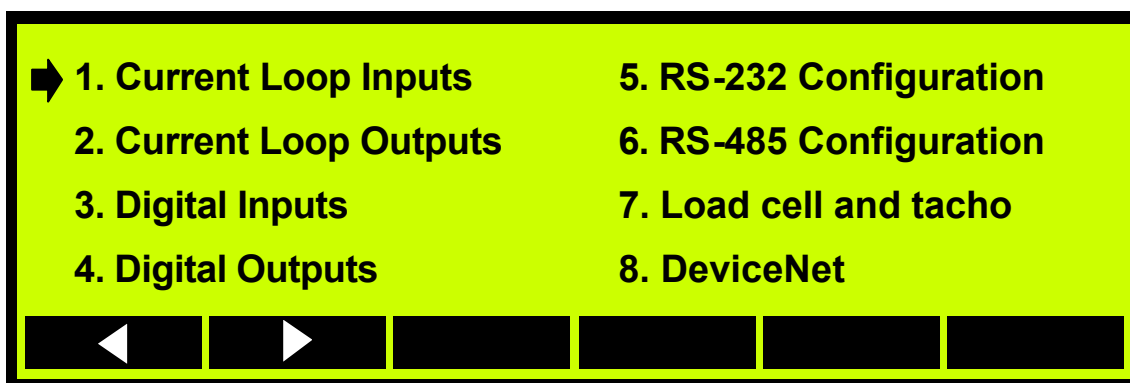 1. Current Loop Inputs
2. Current Loop Outputs
3. Digital Inputs
4. Digital Outputs
5. RS-232 Configuration
6. RS-485 Configuration
7. Load cell and tacho
8. DeviceNet